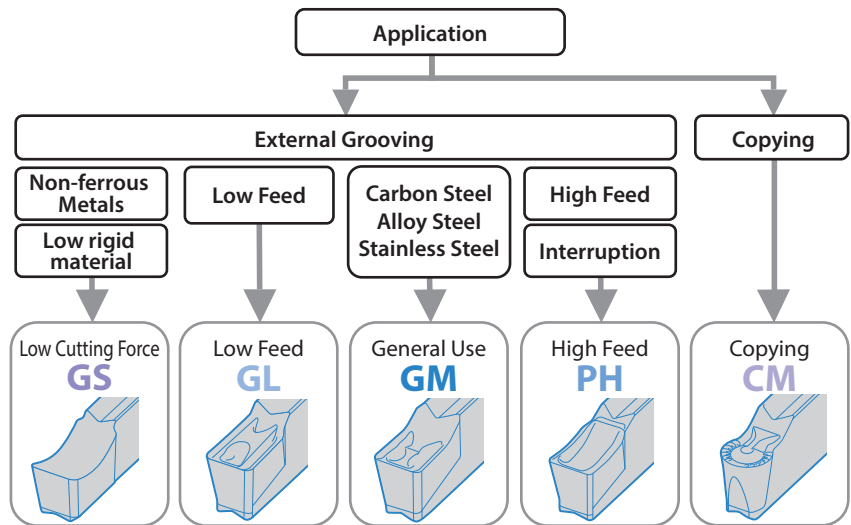 Application
External Grooving
Copying
Non-ferrous
Metals
Low Feed
Carbon Steel
Alloy Steel
Stainless Steel
High Feed
Low rigid
material
Interruption
Low Cutting Force
GS
Low Feed
GL
General Use
GM
High Feed
PH
Copying
CM